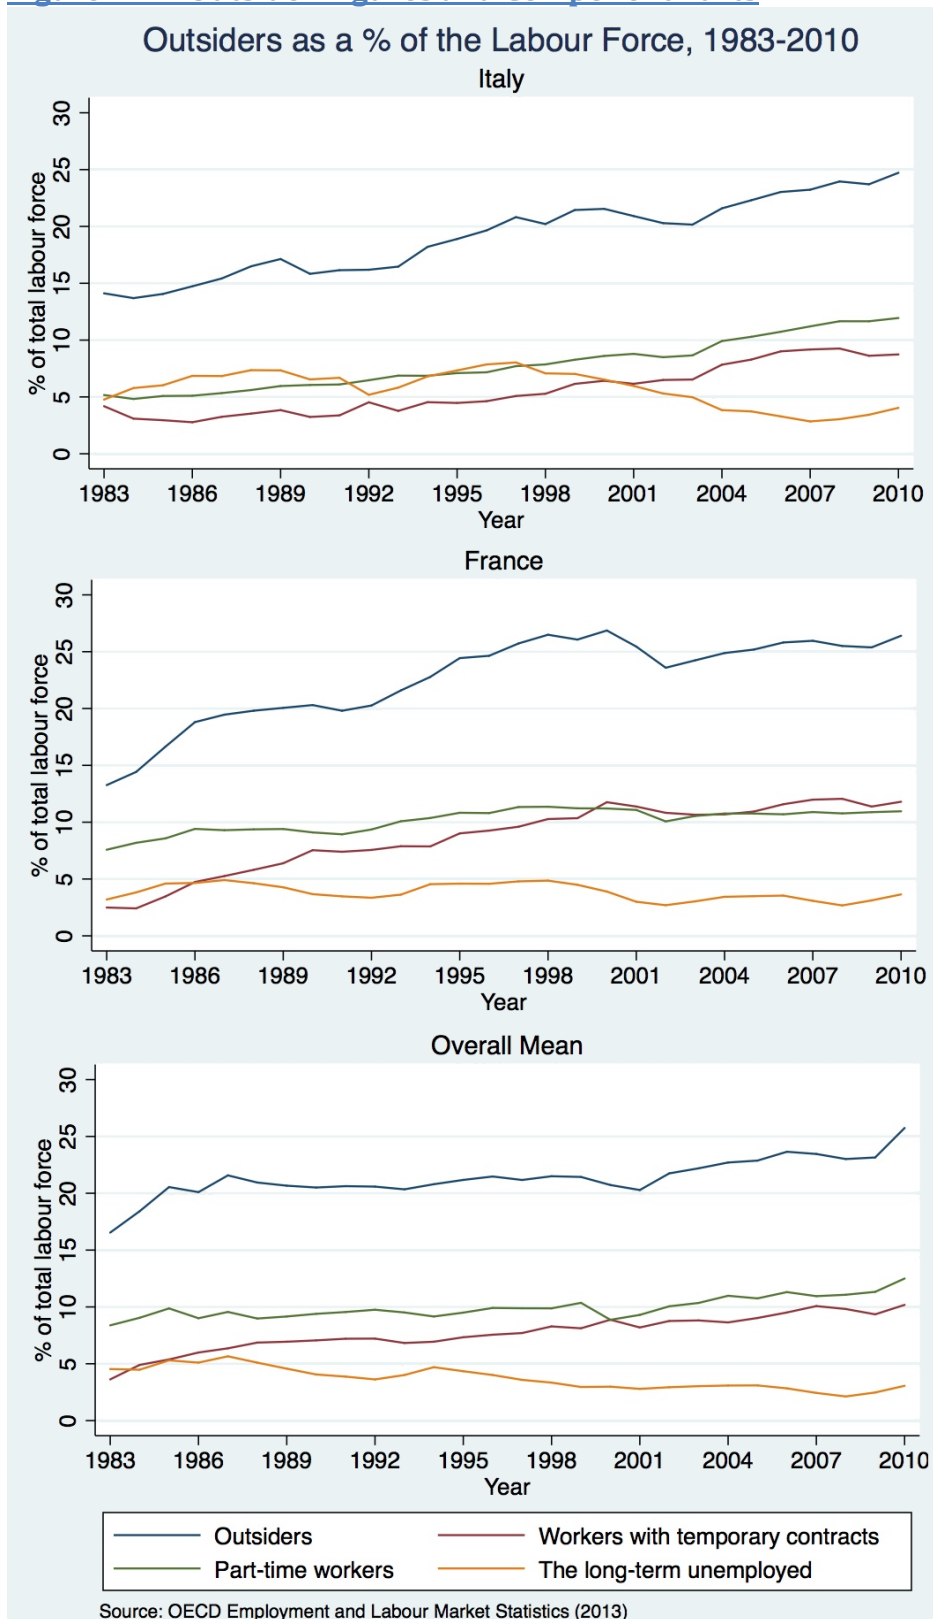 Outsiders as a % of the Labour Force, 1983-2010
Italy
% of total labour force
30
25
20
15
10
5
0
1983 1986 1989 1992 1995 1998 2001 2004 2007 2010
Year
France
% of total labour force
30
25
20
15
10
5
0
1983 1986 1989 1992 1995 1998 2001 2004 2007 2010
Year
Overall Mean
% of total labour force
30
25
20
15
10
5
0
1983 1986 1989 1992 1995 1998 2001 2004 2007 2010
Year
Outsiders Workers with temporary contracts
Part-time workers The long-term unemployed
Source: OECD Employment and Labour Market Statistics (2013)